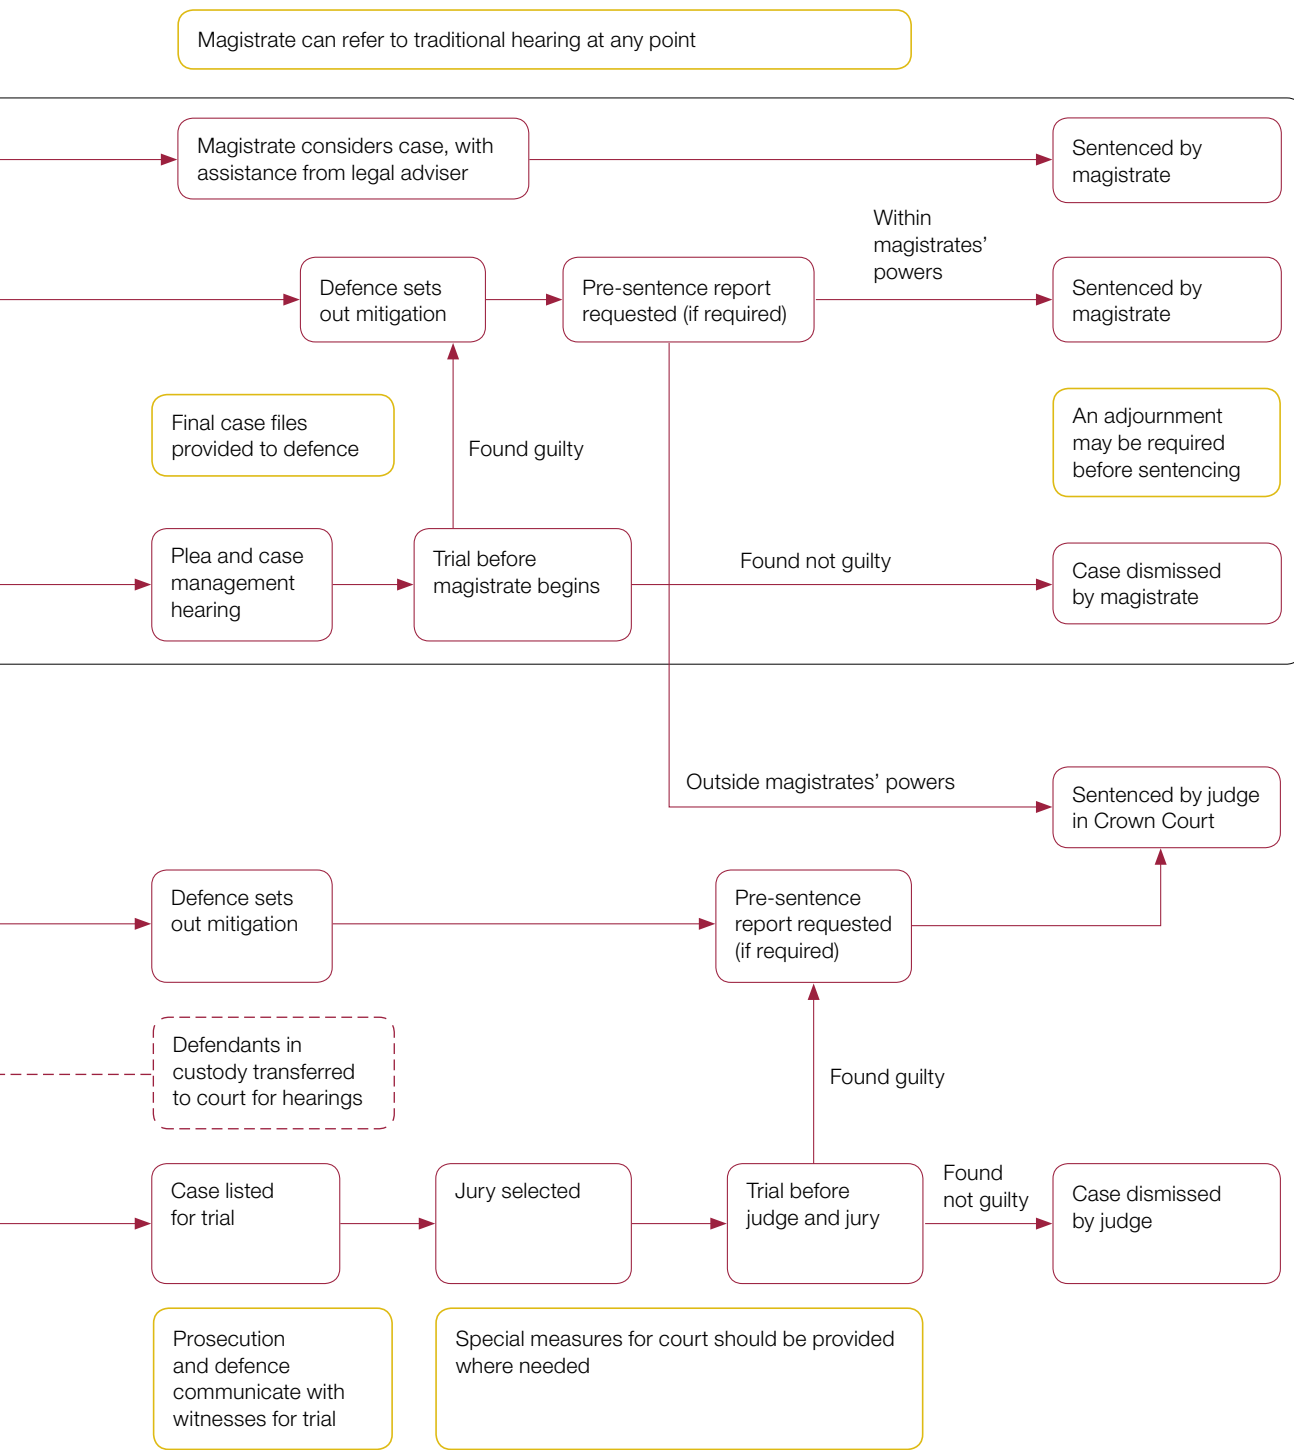 Magistrate can refer to traditional hearing at any point
Magistrate considers case, with
assistance from legal adviser
Sentenced by
magistrate
Within
magistrates’
powers
Defence sets
out mitigation
Pre-sentence report
requested (if required)
Sentenced by
magistrate
Final case files
provided to defence
Found guilty
An adjournment
may be required
before sentencing
Plea and case
management
hearing
Trial before
magistrate begins
Found not guilty
Case dismissed
by magistrate
Outside magistrates’ powers
Sentenced by judge
in Crown Court
Defence sets
out mitigation
Pre-sentence
report requested
(if required)
Defendants in
custody transferred
to court for hearings
Found guilty
Case listed
for trial
Jury selected
Trial before
judge and jury
Found
not guilty
Case dismissed
by judge
Prosecution
and defence
communicate with
witnesses for trial
Special measures for court should be provided
where needed